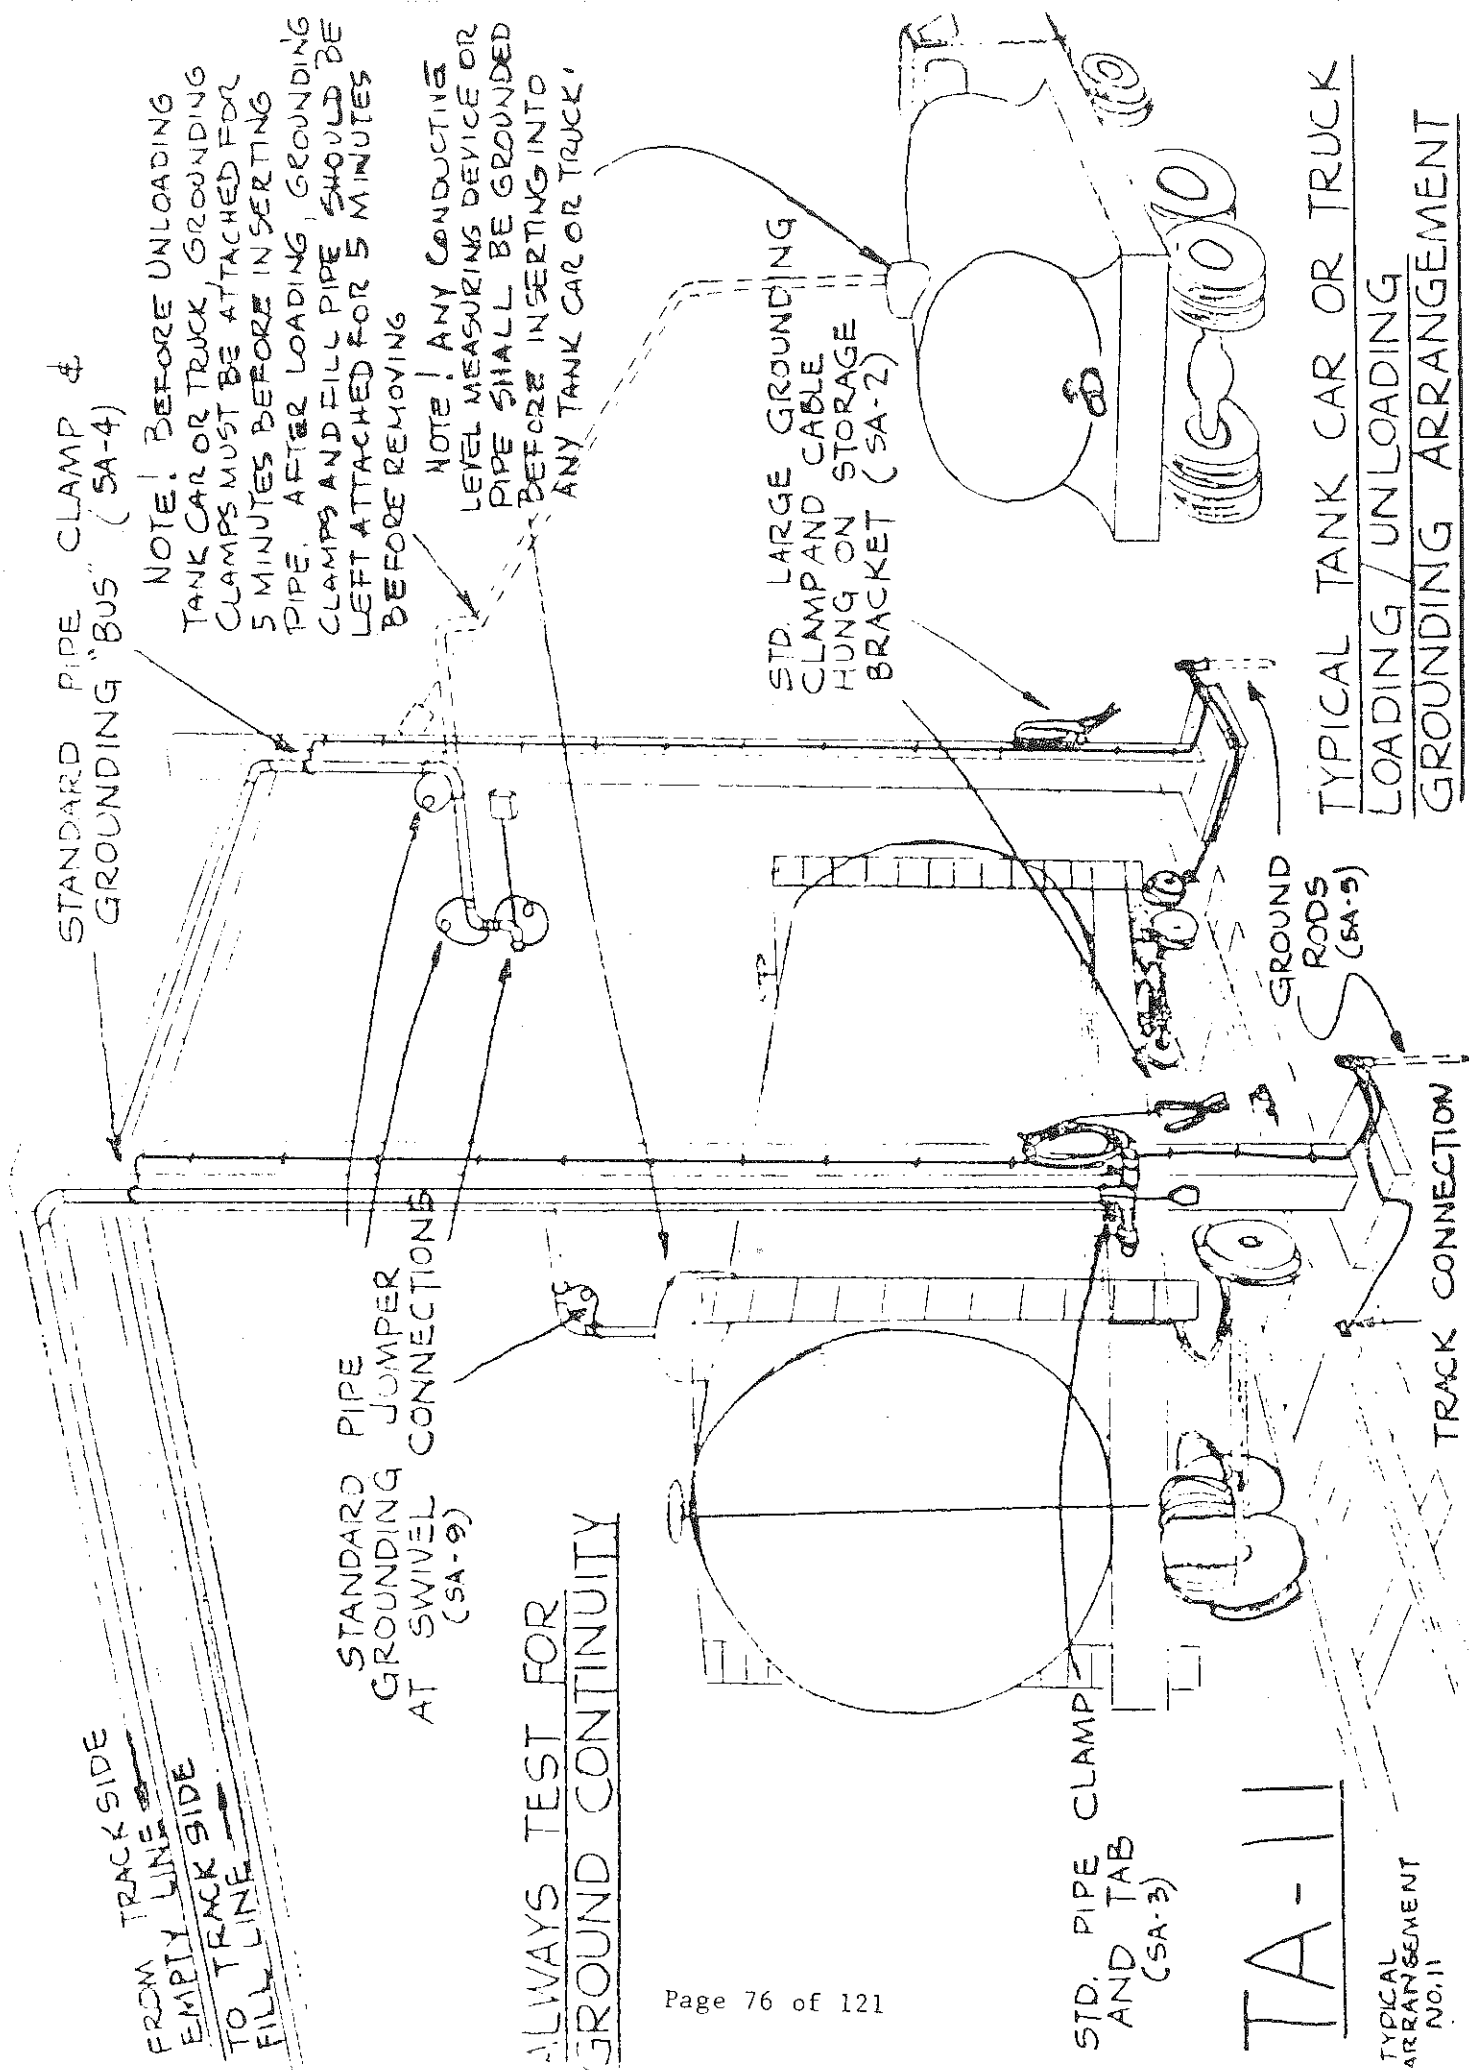 FROM TRACK SIDE
EMPTY LINE
TO TRACK SIDE
FILL LINE
STANDARD PIPE CLAMP &
GROUNDING "BUS" (SA-4)
NOTE! BEFORE UNLOADING
TANK CAR OR TRUCK, GROUNDING
CLAMPS MUST BE ATTACHED FOR
5 MINUTES BEFORE INSERTING
PIPE. AFTER LOADING, GROUNDING
CLAMPS AND FILL PIPE SHOULD BE
LEFT ATTACHED FOR 5 MINUTES
BEFORE REMOVING
NOTE! ANY CONDUCTIVE
LEVEL MEASURING DEVICE OR
PIPE SHALL BE GROUNDED
BEFORE INSERTING INTO
ANY TANK CAR OR TRUCK.
STANDARD PIPE
GROUNDING JUMPER
AT SWIVEL CONNECTIONS
(SA-9)
ALWAYS TEST FOR
GROUND CONTINUITY
STD. LARGE GROUNDING
CLAMP AND CABLE
HUNG ON STORAGE
BRACKET (SA-2)
STD. PIPE CLAMP
AND TAB
(SA-3)
GROUND
RODS
(SA-5)
TRACK CONNECTION
TYPICAL TANK CAR OR TRUCK
LOADING/UNLOADING
GROUNDING ARRANGEMENT
TA-11
TYPICAL
ARRANGEMENT
NO.11
Page 76 of 121